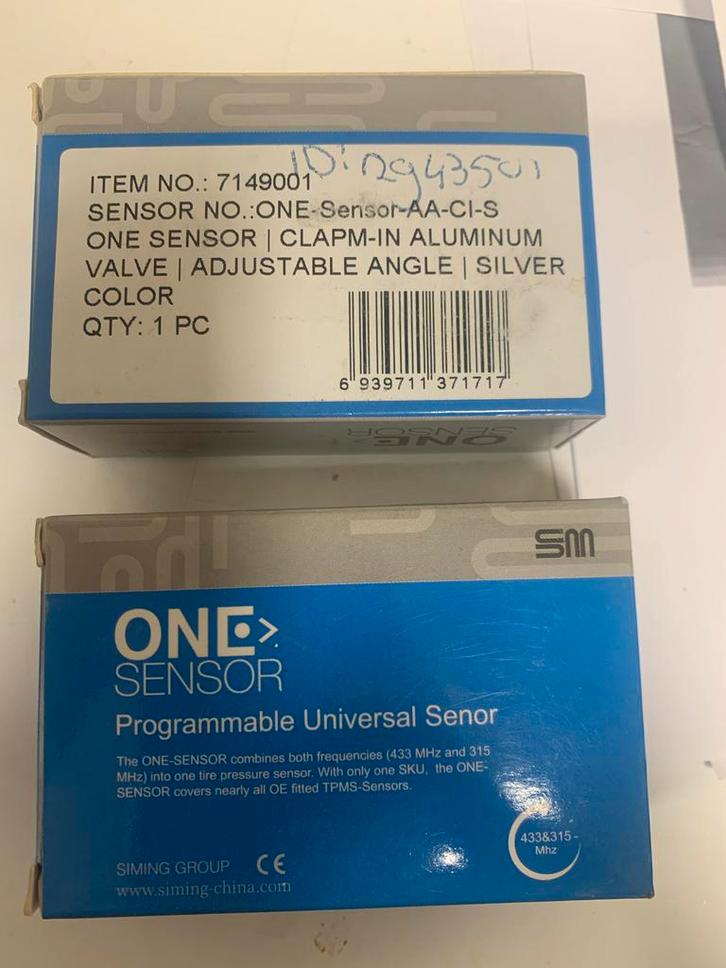 ID:
ITEM NO.: 7149001
SENSOR NO.:ONE-Sensor-AA-CI-S
ONE SENSOR | CLAPM-IN ALUMINUM
VALVE | ADJUSTABLE ANGLE | SILVER
COLOR
QTY: 1 PC
6 939711 371717
ONE
SENSOR
SM
ONE
SENSOR
Programmable Universal Senor
The ONE-SENSOR combines both frequencies (433 MHz and 315
MHz) into one tire pressure sensor. With only one SKU, the ONE-
SENSOR covers nearly all OE fitted TPMS-Sensors.
433&315
Mhz
SIMING GROUP CE
www.siming-china.com